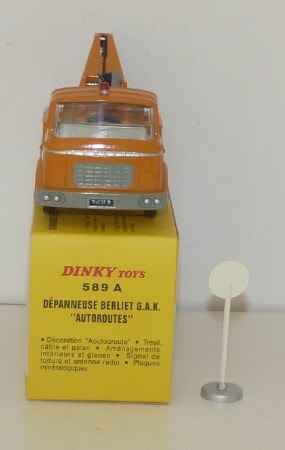 DINKY TOYS
589 A
DÉPANNEUSE BERLIET G.A.K.
"AUTOROUTES"
• Décoration "Autouroute" • Treuil,
câble et palan • Aménagements
intérieurs et glaces • Signal de
toiture et antenne radio • Plaques
minéralogiques